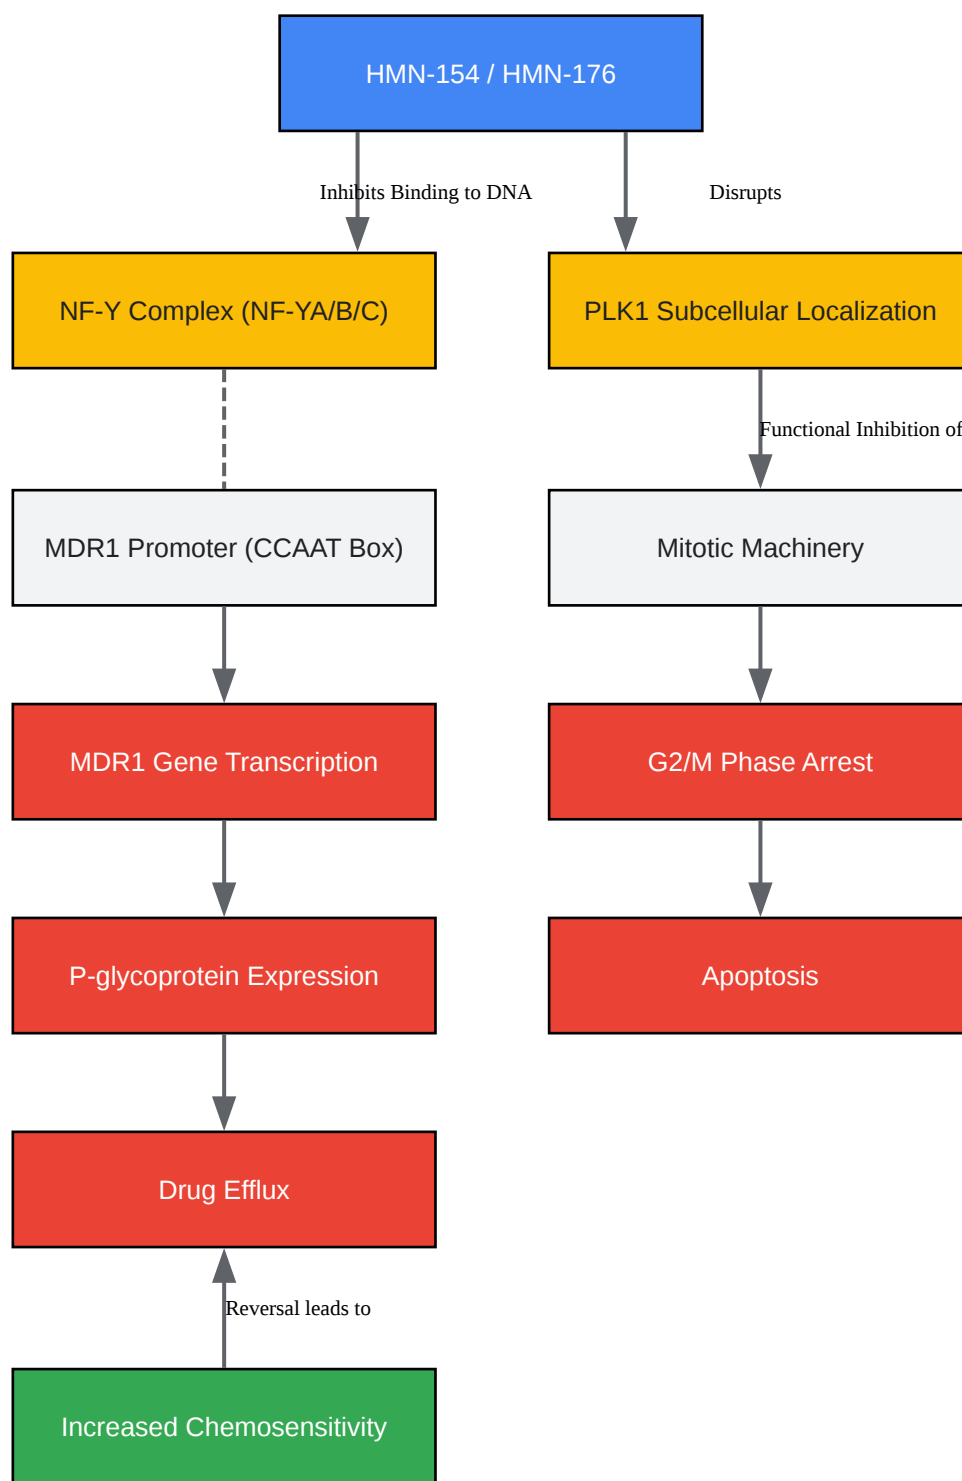 HMN-154 / HMN-176
Inhibits Binding to DNA
Disrupts
NF-Y Complex (NF-YA/B/C)
PLK1 Subcellular Localization
Functional Inhibition of
MDR1 Promoter (CCAAT Box)
Mitotic Machinery
MDR1 Gene Transcription
G2/M Phase Arrest
P-glycoprotein Expression
Apoptosis
Drug Efflux
Reversal leads to
Increased Chemosensitivity